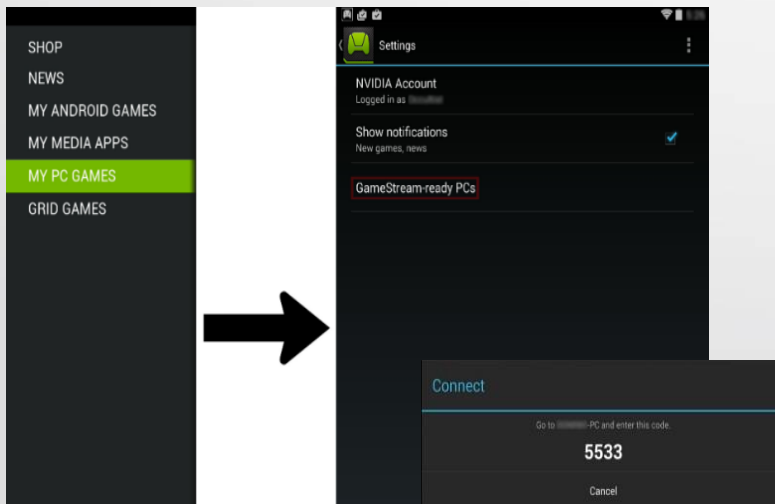 SHOP
NEWS
MY ANDROID GAMES
MY MEDIA APPS
MY PC GAMES
GRID GAMES
Settings
NVIDIA Account
Logged in as
Show notifications
New games, news
GameStream-ready PCs
Connect
Go to -PC and enter this code.
5533
Cancel